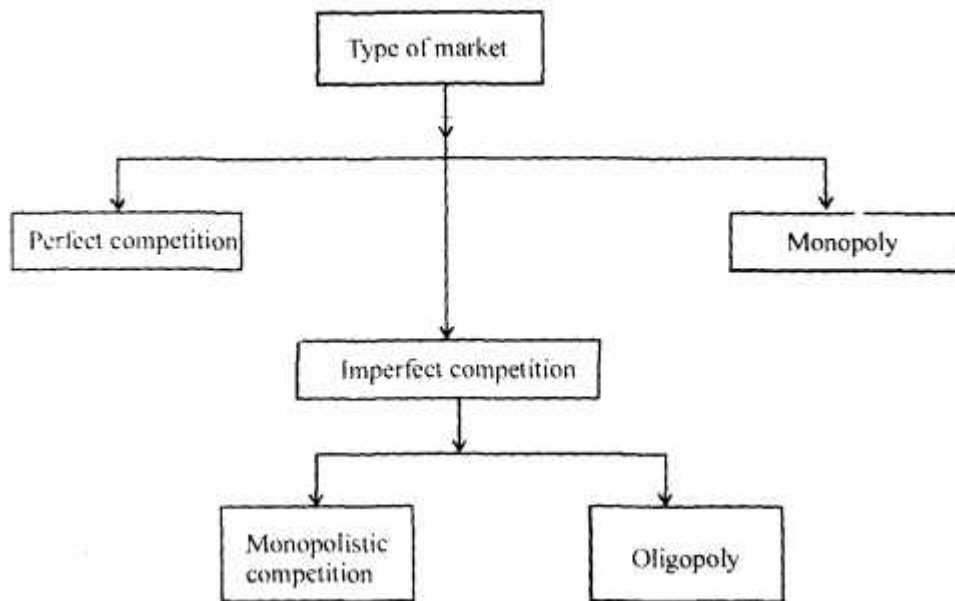 Type of market
Perfect competition
Monopoly
Imperfect competition
Monopolistic
competition
Oligopoly